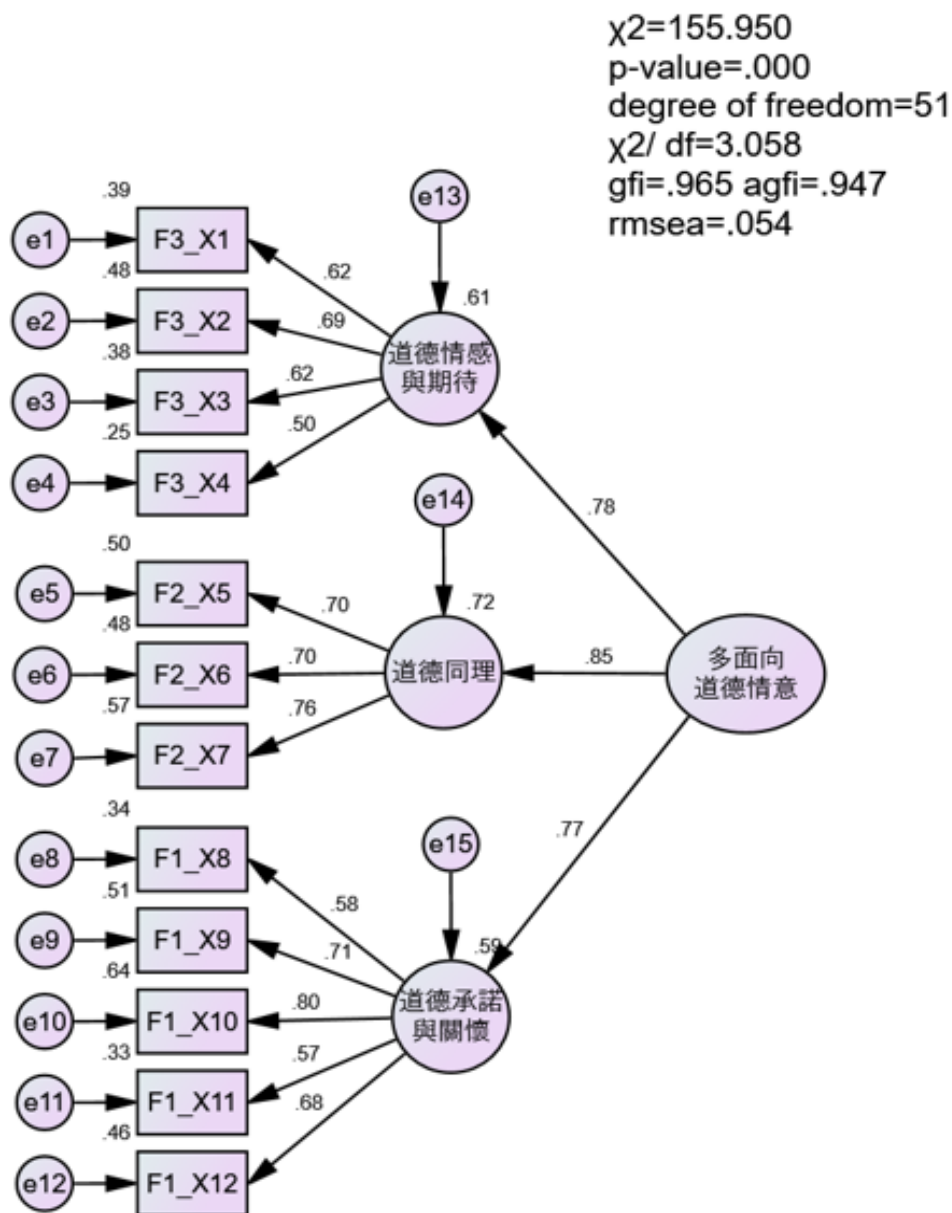 χ2=155.950
p-value=.000
degree of freedom=51
χ2/ df=3.058
gfi=.965 agfi=.947
rmsea=.054
e13
.39
e1
F3_X1
.48
.62
.61
e2
F3_X2
.69
道德情感
與期待
.38
e3
F3_X3
.62
.25
.50
e4
F3_X4
e14
.78
.50
e5
F2_X5
.70
.72
.48
e6
F2_X6
.70
道德同理
.85
多面向
道德情意
.57
e7
F2_X7
.76
.34
e8
F1_X8
e15
.77
.51
.58
e9
F1_X9
.71
.59
.64
e10
F1_X10
.80
道德承諾
與關懷
.33
.57
e11
F1_X11
.68
.46
e12
F1_X12